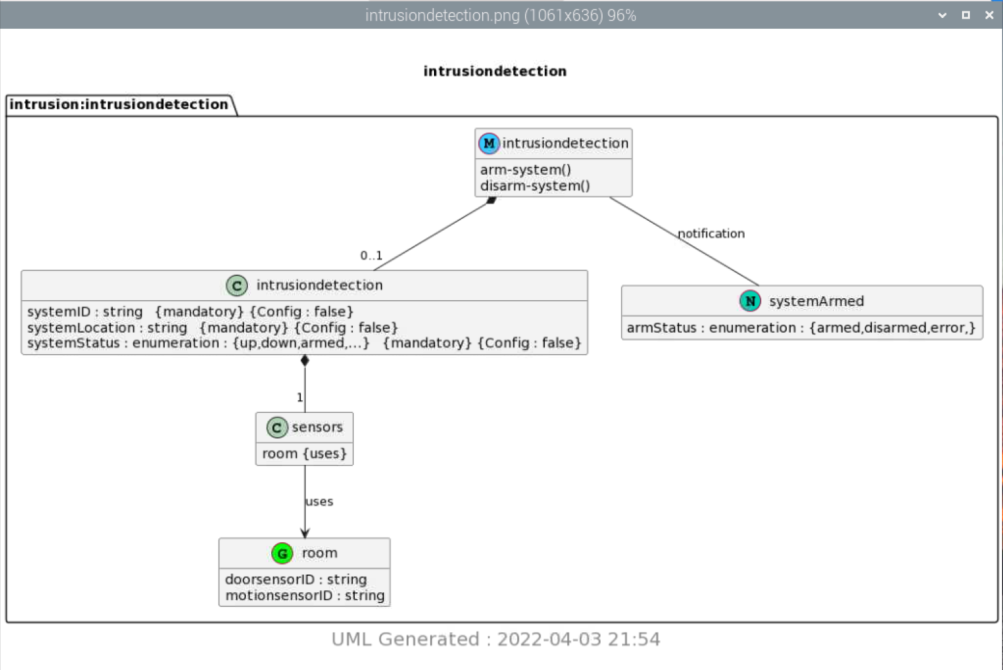 intrusiondetection.png (1061x636) 96%
intrusiondetection
intrusion:intrusiondetection
M intrusiondetection
arm-system()
disarm-system()
0..1
notification
C intrusiondetection
systemID : string {mandatory} {Config : false}
systemLocation : string {mandatory} {Config : false}
systemStatus : enumeration : {up,down,armed,...} {mandatory} {Config : false}
N systemArmed
armStatus : enumeration : {armed,disarmed,error,}
1
C sensors
room {uses}
uses
G room
doorsensorID : string
motionsensorID : string
UML Generated : 2022-04-03 21:54